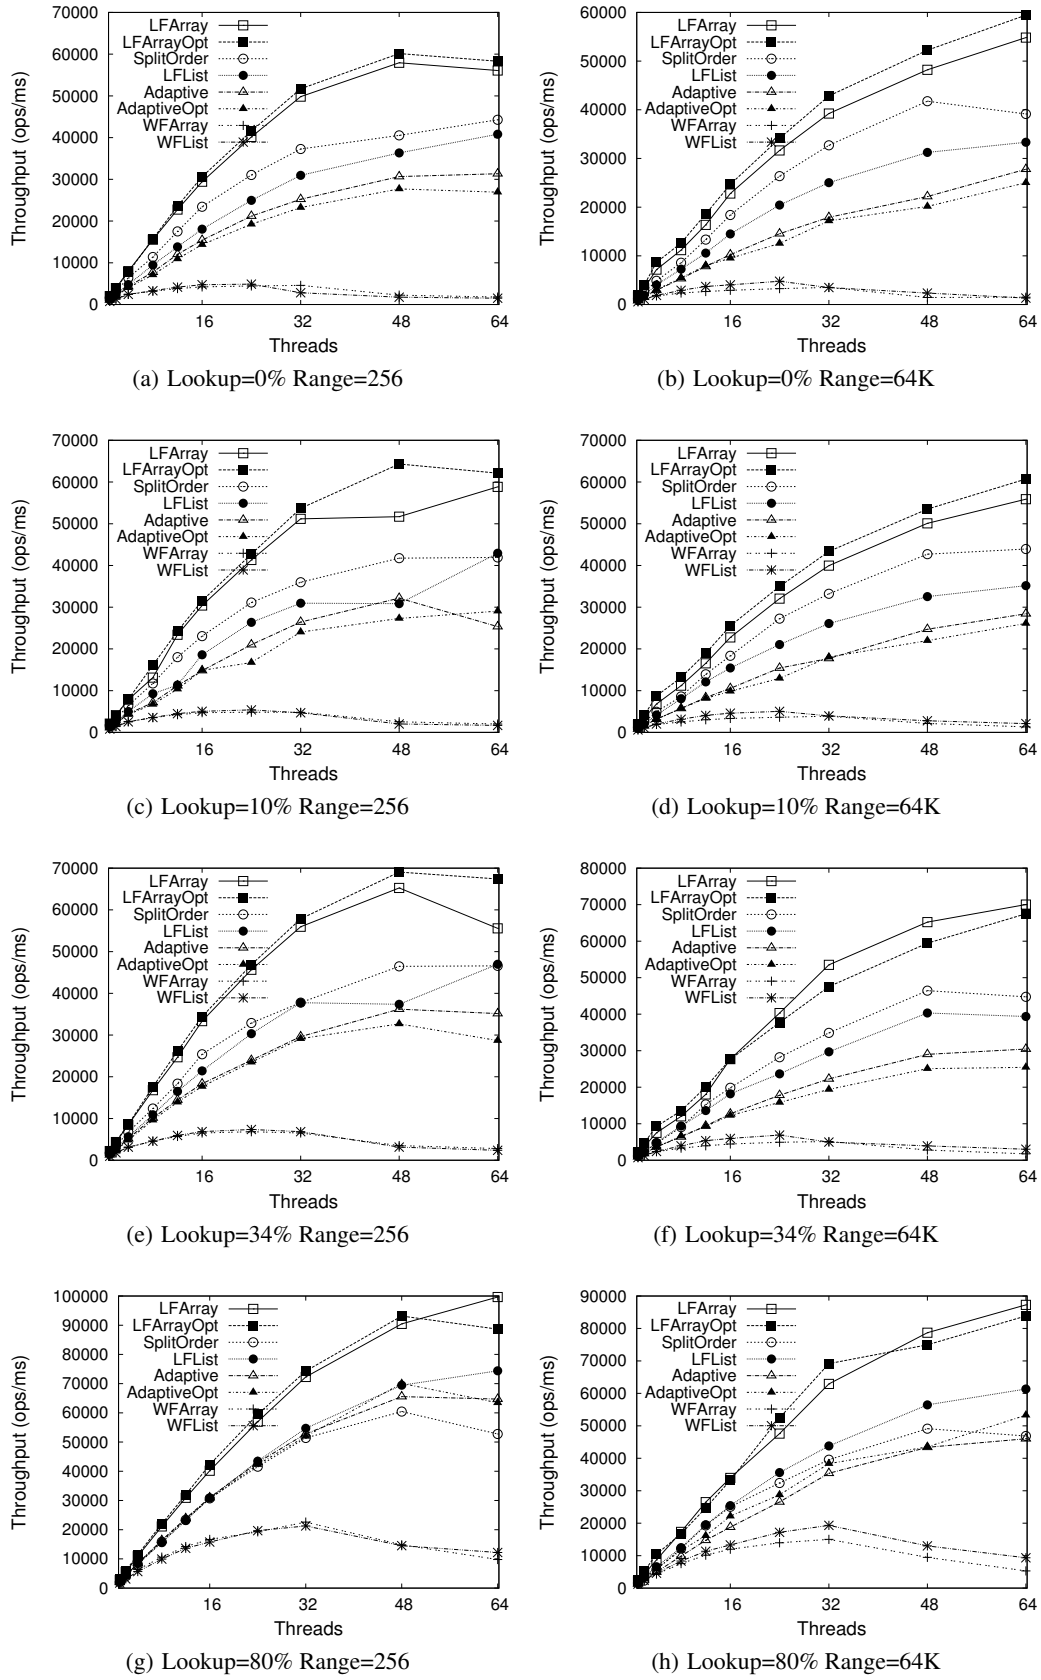 Throughput (ops/ms)
70000
60000
50000
40000
30000
20000
10000
0
LFArray
LFArrayOpt
SplitOrder
LFList
Adaptive
AdaptiveOpt
WFArray
WFList
16
32
48
64
Threads
(a) Lookup=0% Range=256
Throughput (ops/ms)
60000
50000
40000
30000
20000
10000
0
LFArray
LFArrayOpt
SplitOrder
LFList
Adaptive
AdaptiveOpt
WFArray
WFList
16
32
48
64
Threads
(b) Lookup=0% Range=64K
Throughput (ops/ms)
70000
60000
50000
40000
30000
20000
10000
0
LFArray
LFArrayOpt
SplitOrder
LFList
Adaptive
AdaptiveOpt
WFArray
WFList
16
32
48
64
Threads
(c) Lookup=10% Range=256
Throughput (ops/ms)
70000
60000
50000
40000
30000
20000
10000
0
LFArray
LFArrayOpt
SplitOrder
LFList
Adaptive
AdaptiveOpt
WFArray
WFList
16
32
48
64
Threads
(d) Lookup=10% Range=64K
Throughput (ops/ms)
70000
60000
50000
40000
30000
20000
10000
0
LFArray
LFArrayOpt
SplitOrder
LFList
Adaptive
AdaptiveOpt
WFArray
WFList
16
32
48
64
Threads
(e) Lookup=34% Range=256
Throughput (ops/ms)
80000
70000
60000
50000
40000
30000
20000
10000
0
LFArray
LFArrayOpt
SplitOrder
LFList
Adaptive
AdaptiveOpt
WFArray
WFList
16
32
48
64
Threads
(f) Lookup=34% Range=64K
Throughput (ops/ms)
100000
90000
80000
70000
60000
50000
40000
30000
20000
10000
0
LFArray
LFArrayOpt
SplitOrder
LFList
Adaptive
AdaptiveOpt
WFArray
WFList
16
32
48
64
Threads
(g) Lookup=80% Range=256
Throughput (ops/ms)
90000
80000
70000
60000
50000
40000
30000
20000
10000
0
LFArray
LFArrayOpt
SplitOrder
LFList
Adaptive
AdaptiveOpt
WFArray
WFList
16
32
48
64
Threads
(h) Lookup=80% Range=64K